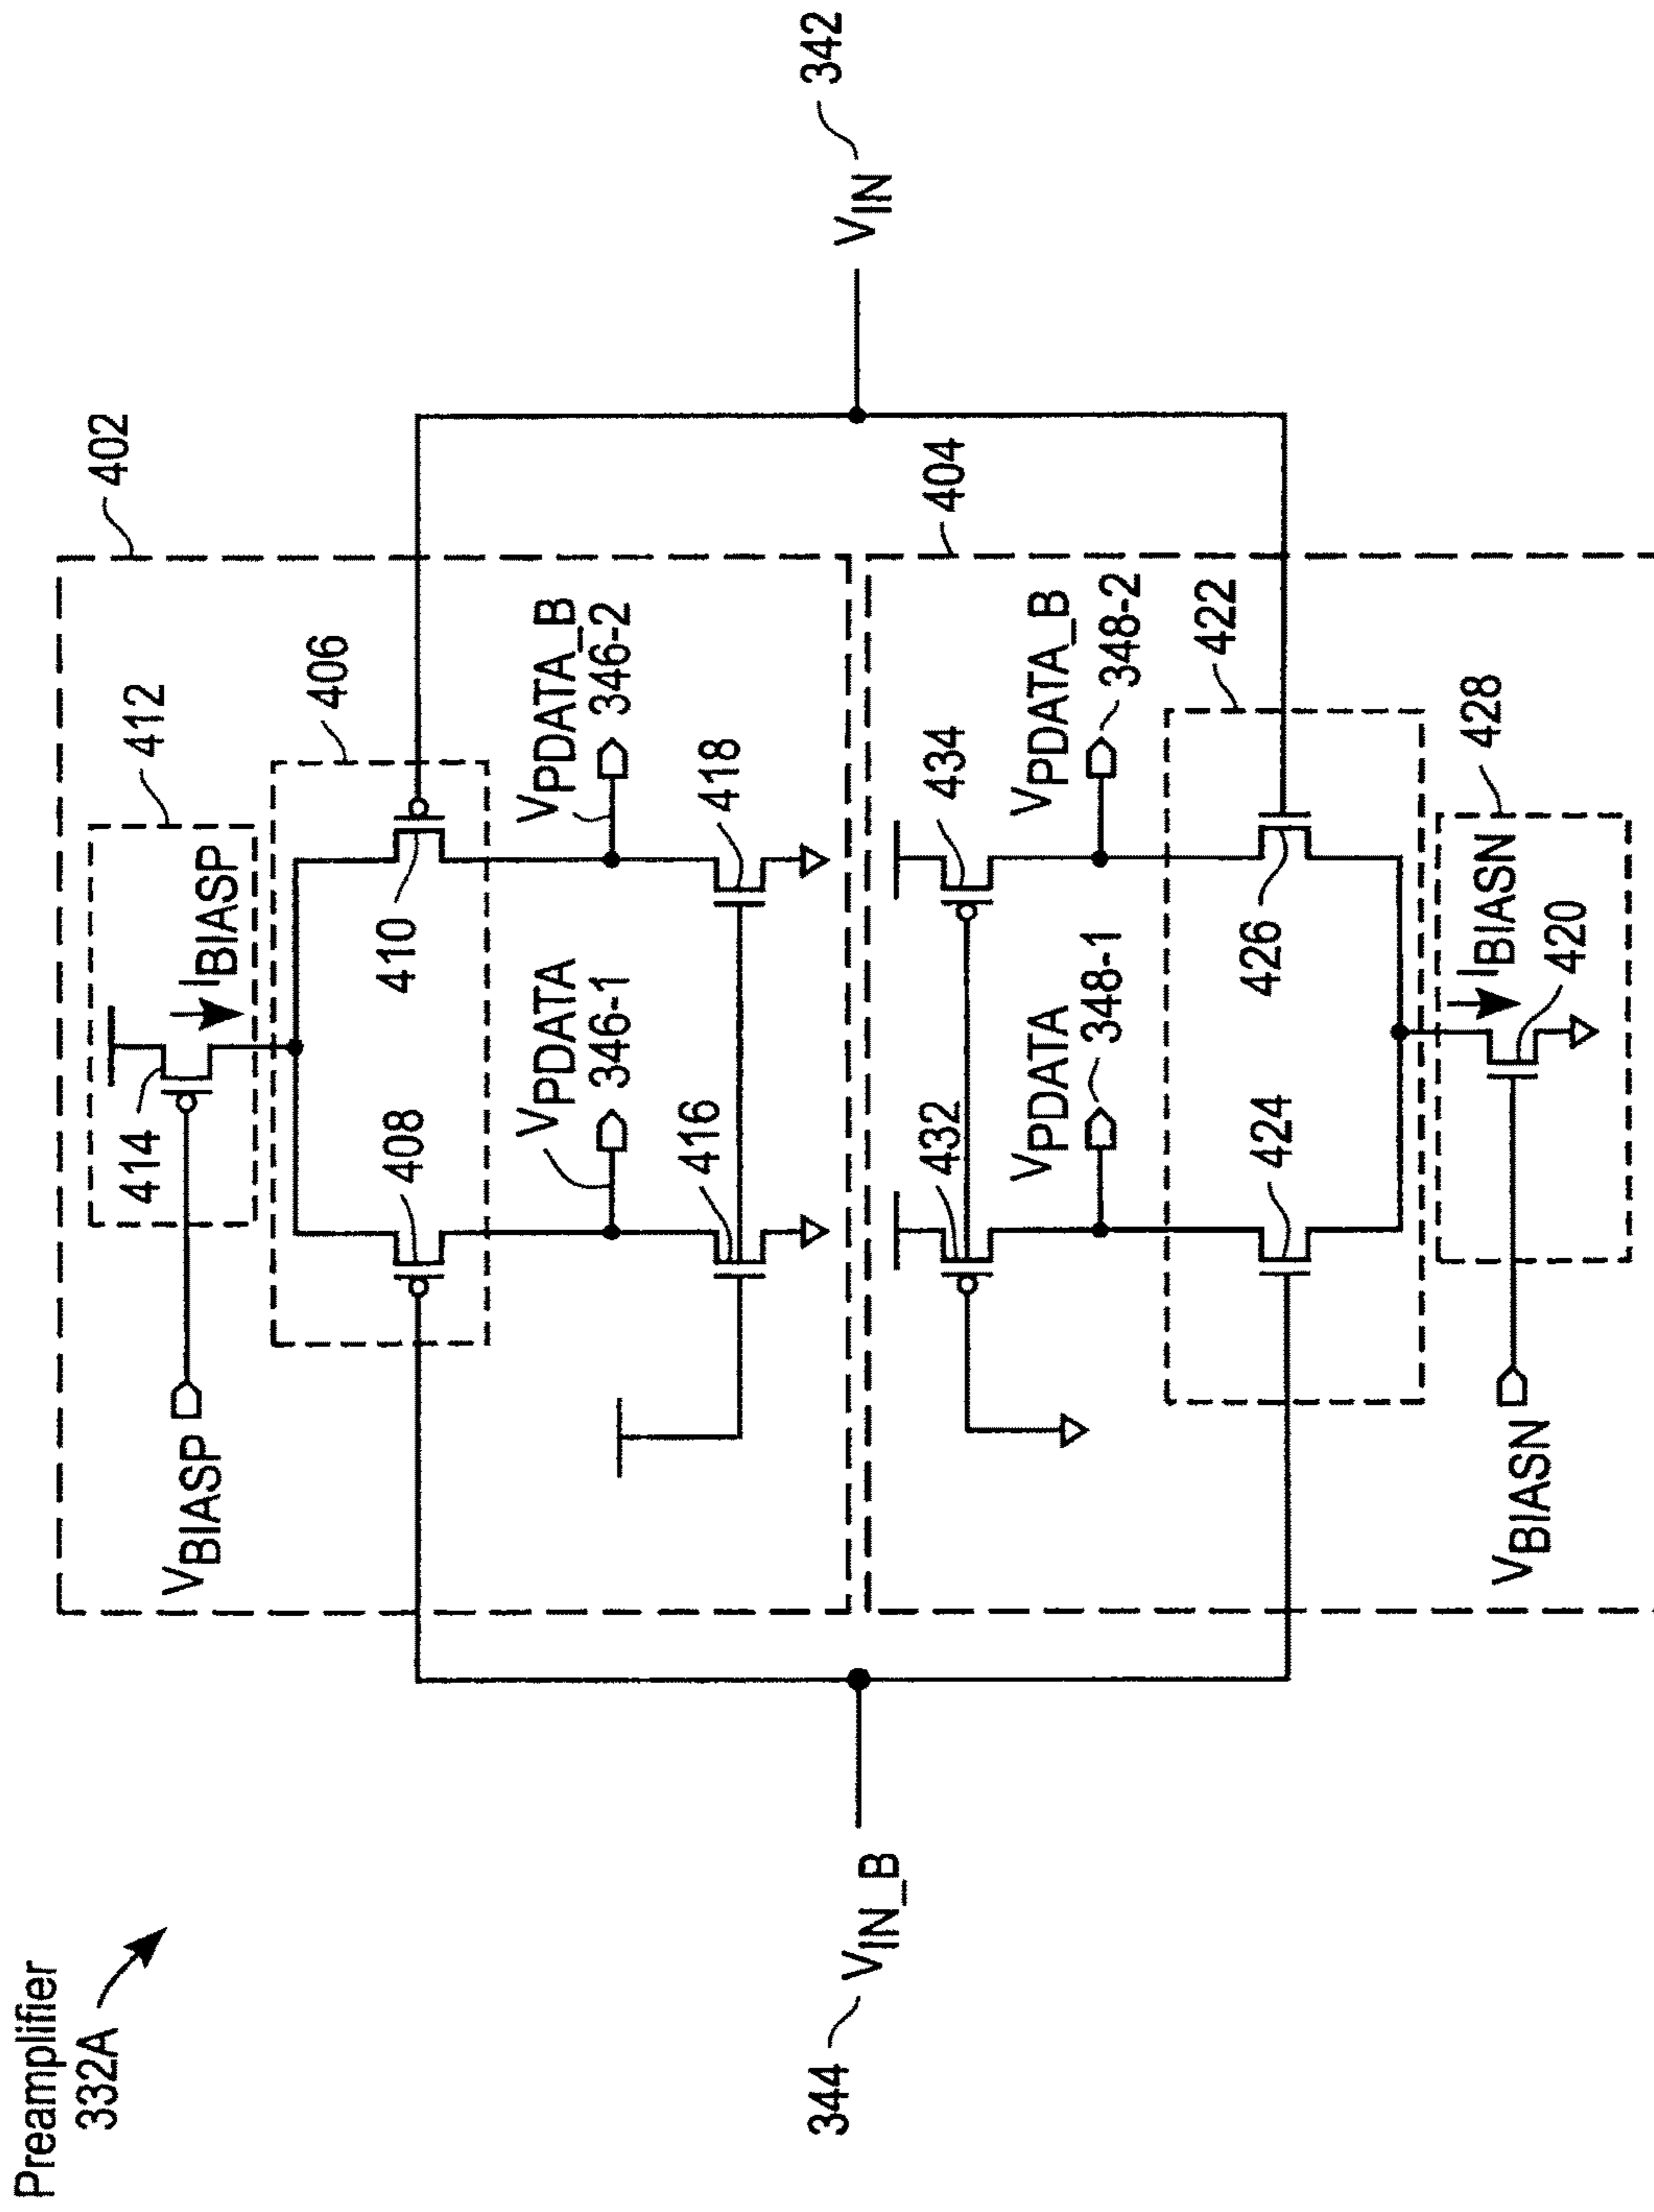 Preamplifier
332A
402
412
414
IBIASP
VBIASP
406
408
410
VPDATA
346-1
VPDATA_B
346-2
416
418
344
VIN_B
VIN
342
404
432
434
VPDATA
348-1
VPDATA_B
348-2
422
424
426
428
IBIASN
420
VBIASN